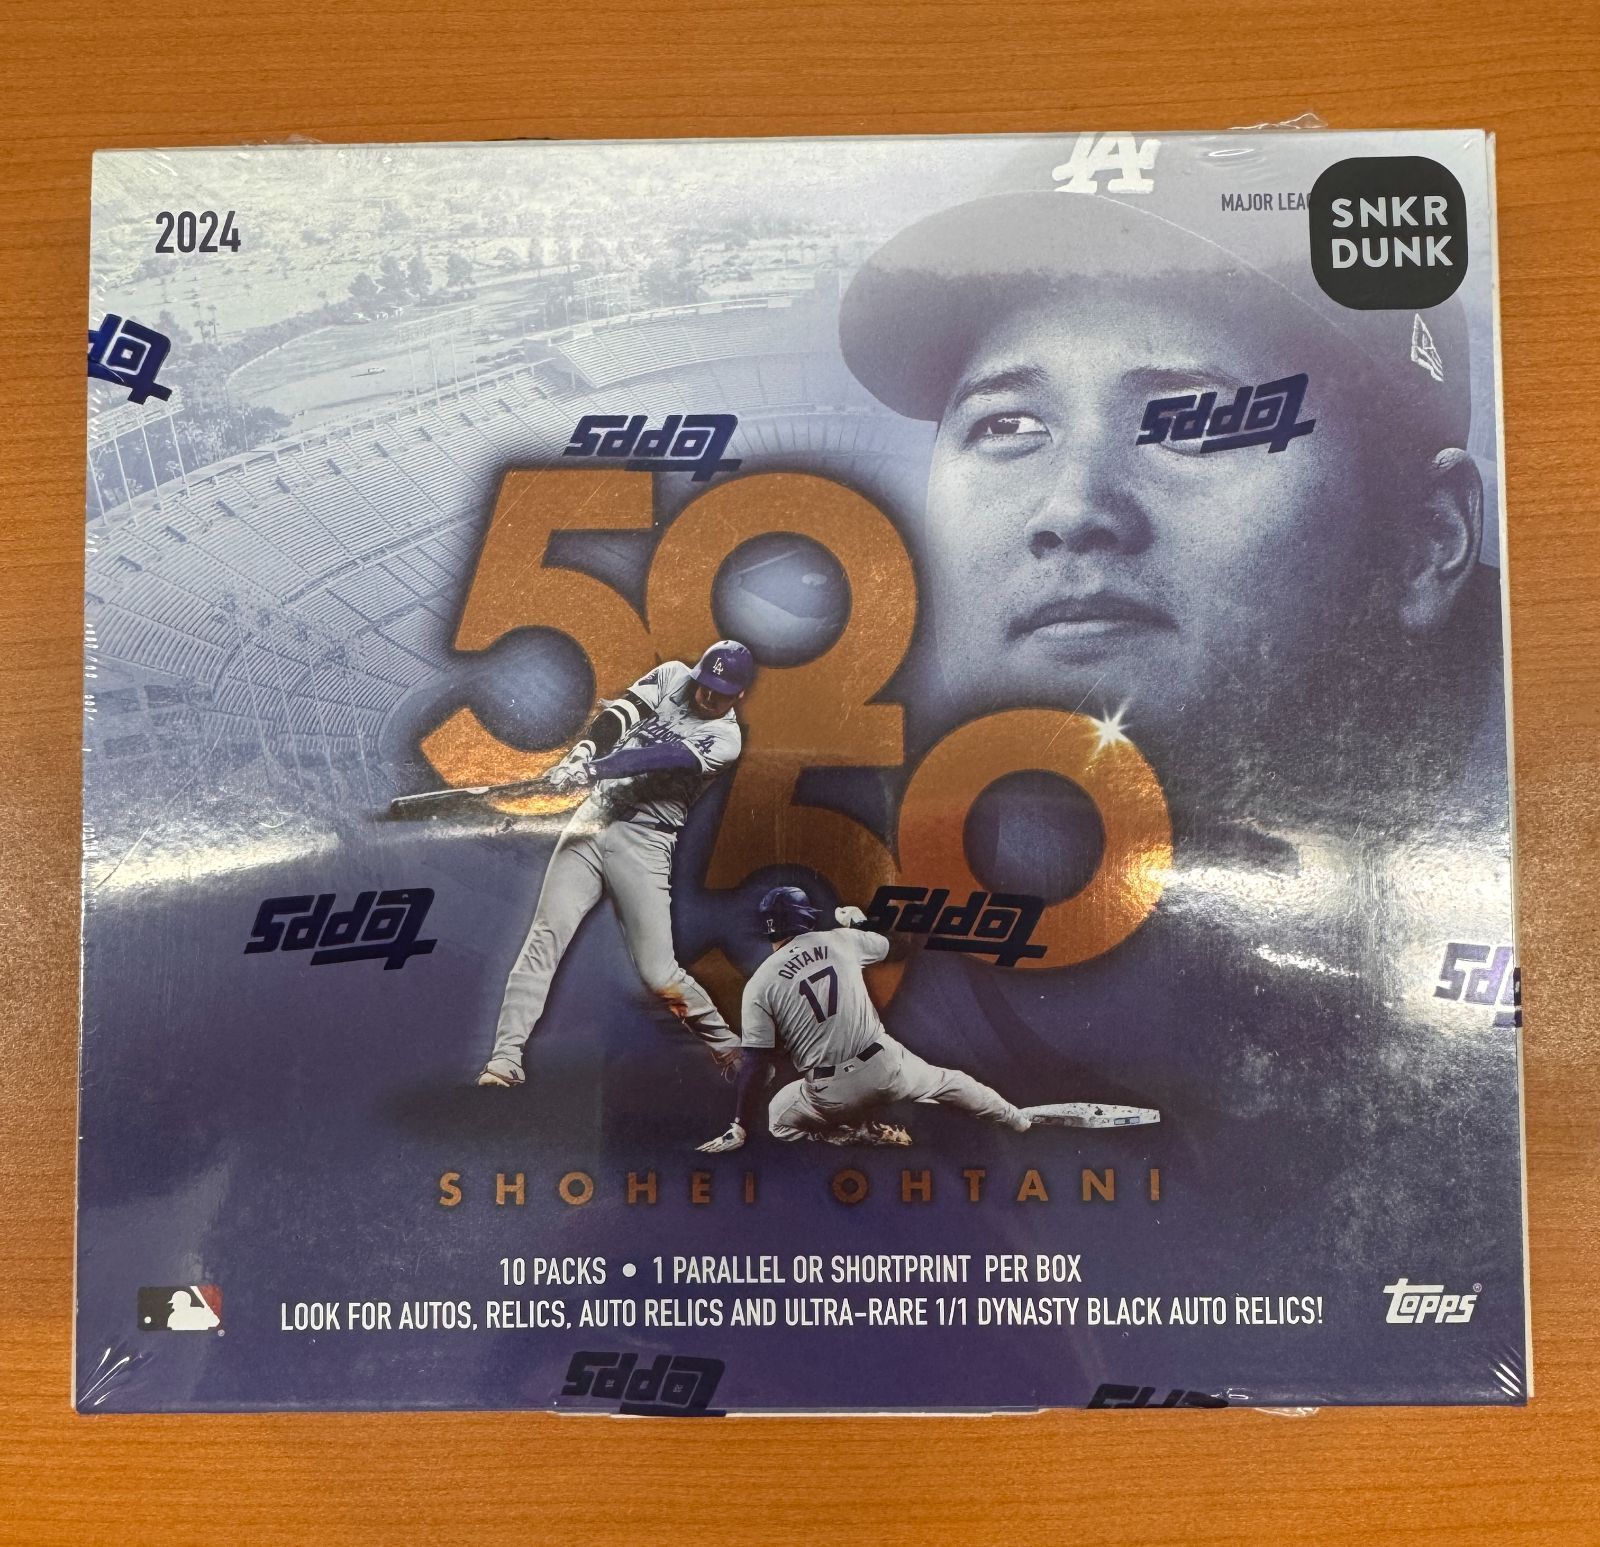 2024
MAJOR LEA
SNKR
DUNK
topps
topps
topps
50
50
topps
topps
OHTANI
17
SHOHEI OHTANI
10 PACKS • 1 PARALLEL OR SHORTPRINT PER BOX
LOOK FOR AUTOS, RELICS, AUTO RELICS AND ULTRA-RARE 1/1 DYNASTY BLACK AUTO RELICS!
topps
topps